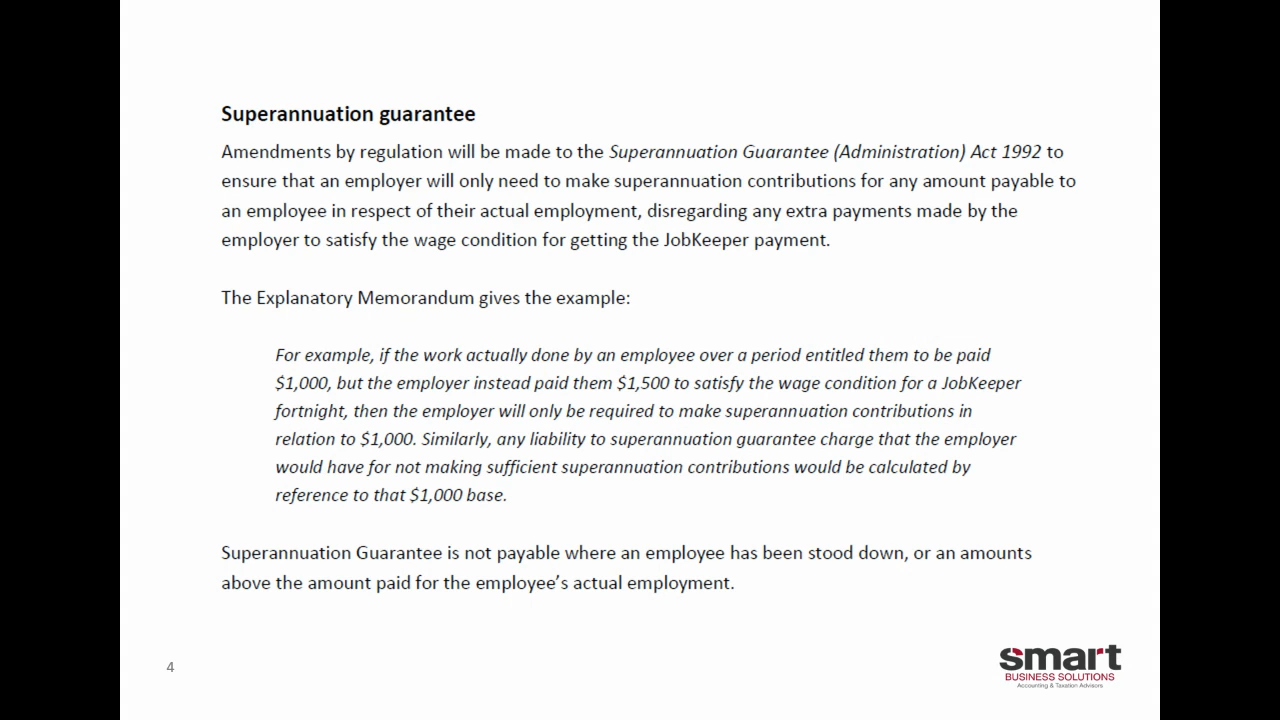 Superannuation guarantee
Amendments by regulation will be made to the Superannuation Guarantee (Administration) Act 1992 to
ensure that an employer will only need to make superannuation contributions for any amount payable to
an employee in respect of their actual employment, disregarding any extra payments made by the
employer to satisfy the wage condition for getting the JobKeeper payment.
The Explanatory Memorandum gives the example:
For example, if the work actually done by an employee over a period entitled them to be paid
$1,000, but the employer instead paid them $1,500 to satisfy the wage condition for a JobKeeper
fortnight, then the employer will only be required to make superannuation contributions in
relation to $1,000. Similarly, any liability to superannuation guarantee charge that the employer
would have for not making sufficient superannuation contributions would be calculated by
reference to that $1,000 base.
Superannuation Guarantee is not payable where an employee has been stood down, or an amounts
above the amount paid for the employee’s actual employment.
4
smart
BUSINESS SOLUTIONS
Accounting & Taxation Advisors